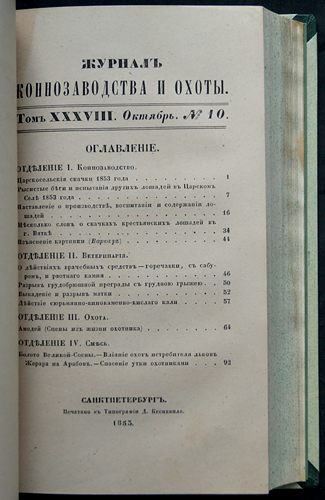 ЖУРНАЛЪ
КОННОЗАВОДСТВА И ОХОТЫ.
Томъ XXXVIII. Октябрь. № 10.
ОГЛАВЛЕНІЕ.
ОТДѢЛЕНІЕ I. Коннозаводство.
Царскосельскія скачки 1853 года . . . 1
Рысистые бѣги и испытанія другихъ лошадей въ Царскомъ
Селѣ 1853 года . . . 7
Наставленіе о производствѣ, воспитаніи и содержаніи ло-
шадей . . . 16
Нѣсколько словъ о скачкахъ крестьянскихъ лошадей въ
г. Вяткѣ . . . 34
Изъясненіе картинки (Варваръ) . . . 44
ОТДѢЛЕНІЕ II. Ветеринарія.
О дѣйствіяхъ врачебныхъ средствъ — горечавки, съ сабу-
ромъ, и рвотнаго камня . . . 46
Разрывъ грудобрюшной преграды съ грудною грыжею . . . 50
Выпаденіе и разрывъ матки . . . 52
Дѣйствіе сюрьмяно-виннокаменно-кислаго кали . . . 57
ОТДѢЛЕНІЕ III. Охота.
(Сцены изъ жизни охотника) . . . 64
ОТДѢЛЕНІЕ IV. Смѣсь.
Болото Великой-Сосны. — Вліяніе охотъ истребителя львовъ
Жерара на Арабовъ. — Спасеніе утки охотниками . . . 92
САНКТПЕТЕРБУРГЪ.
Печатано въ Типографіи Д. Кесневиля.
1853.